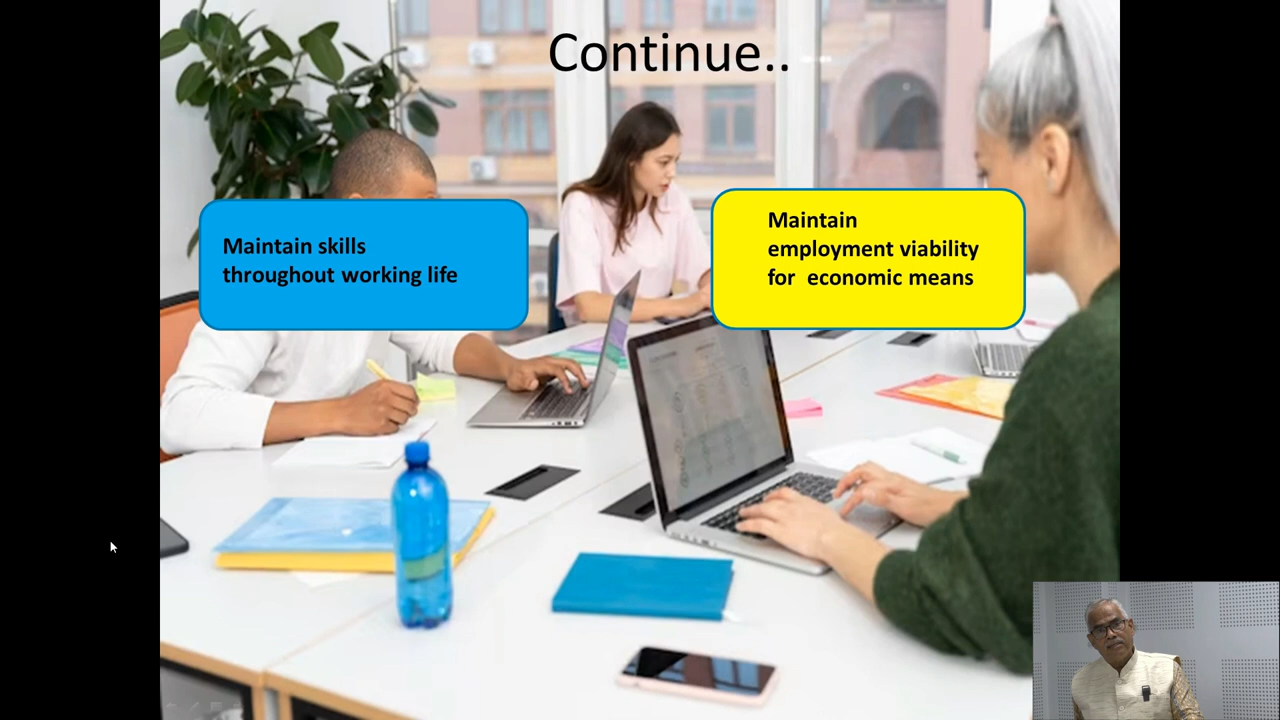 Continue..
Maintain skills
throughout working life
Maintain
employment viability
for  economic means